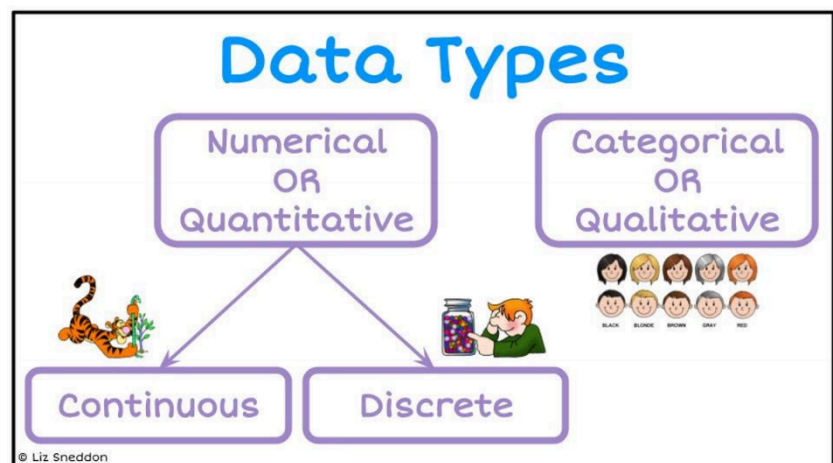 Data Types
Numerical
OR
Quantitative
Categorical
OR
Qualitative
BLACK BLONDE BROWN GRAY RED
Continuous
Discrete
© Liz Sneddon